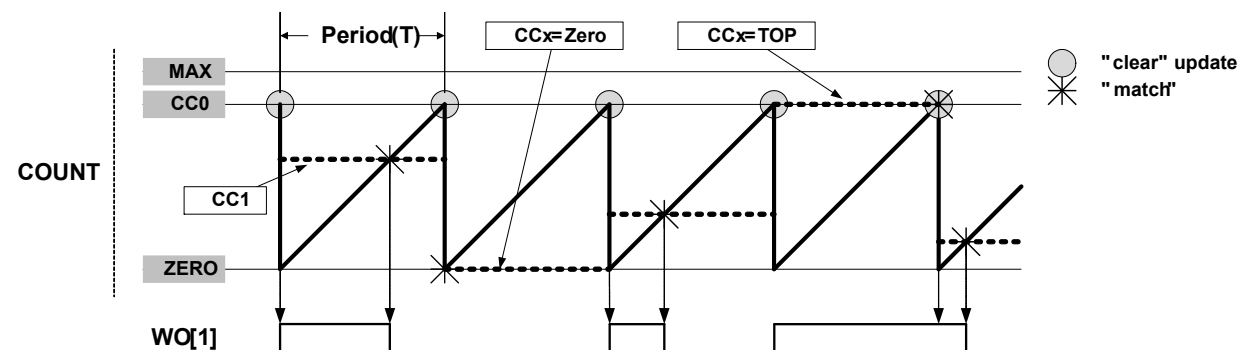 Period(T)
CCx=Zero
CCx=TOP
"clear" update
"match"
MAX
CC0
COUNT
CC1
ZERO
WO[1]